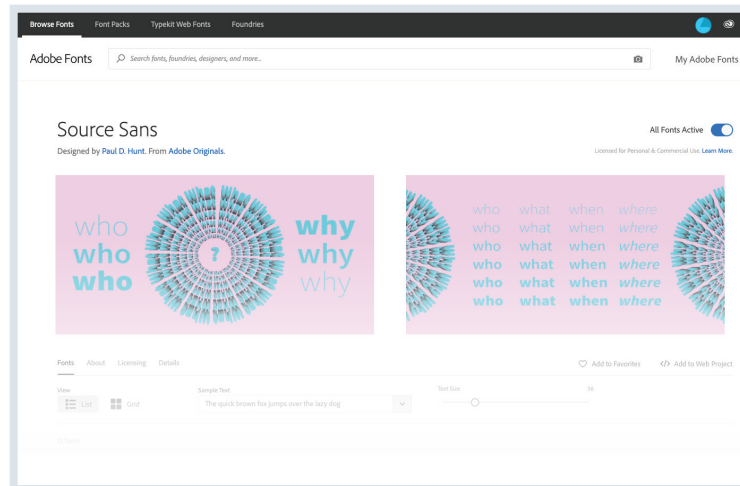 Browse Fonts Font Packs Typekit Web Fonts Foundries
Adobe Fonts Search fonts, foundries, designers, and more... My Adobe Fonts
Source Sans
All Fonts Active
Designed by Paul D. Hunt. From Adobe Originals.
Licensed for Personal & Commercial Use. Learn More.
who why
who ? why
who why
who what when where
who what when where
who what when where
who what when where
who what when where
who what when where
Fonts About Licensing Details Add to Favorites </> Add to Web Project
View Sample Text Text Size 36
List Grid The quick brown fox jumps over the lazy dog